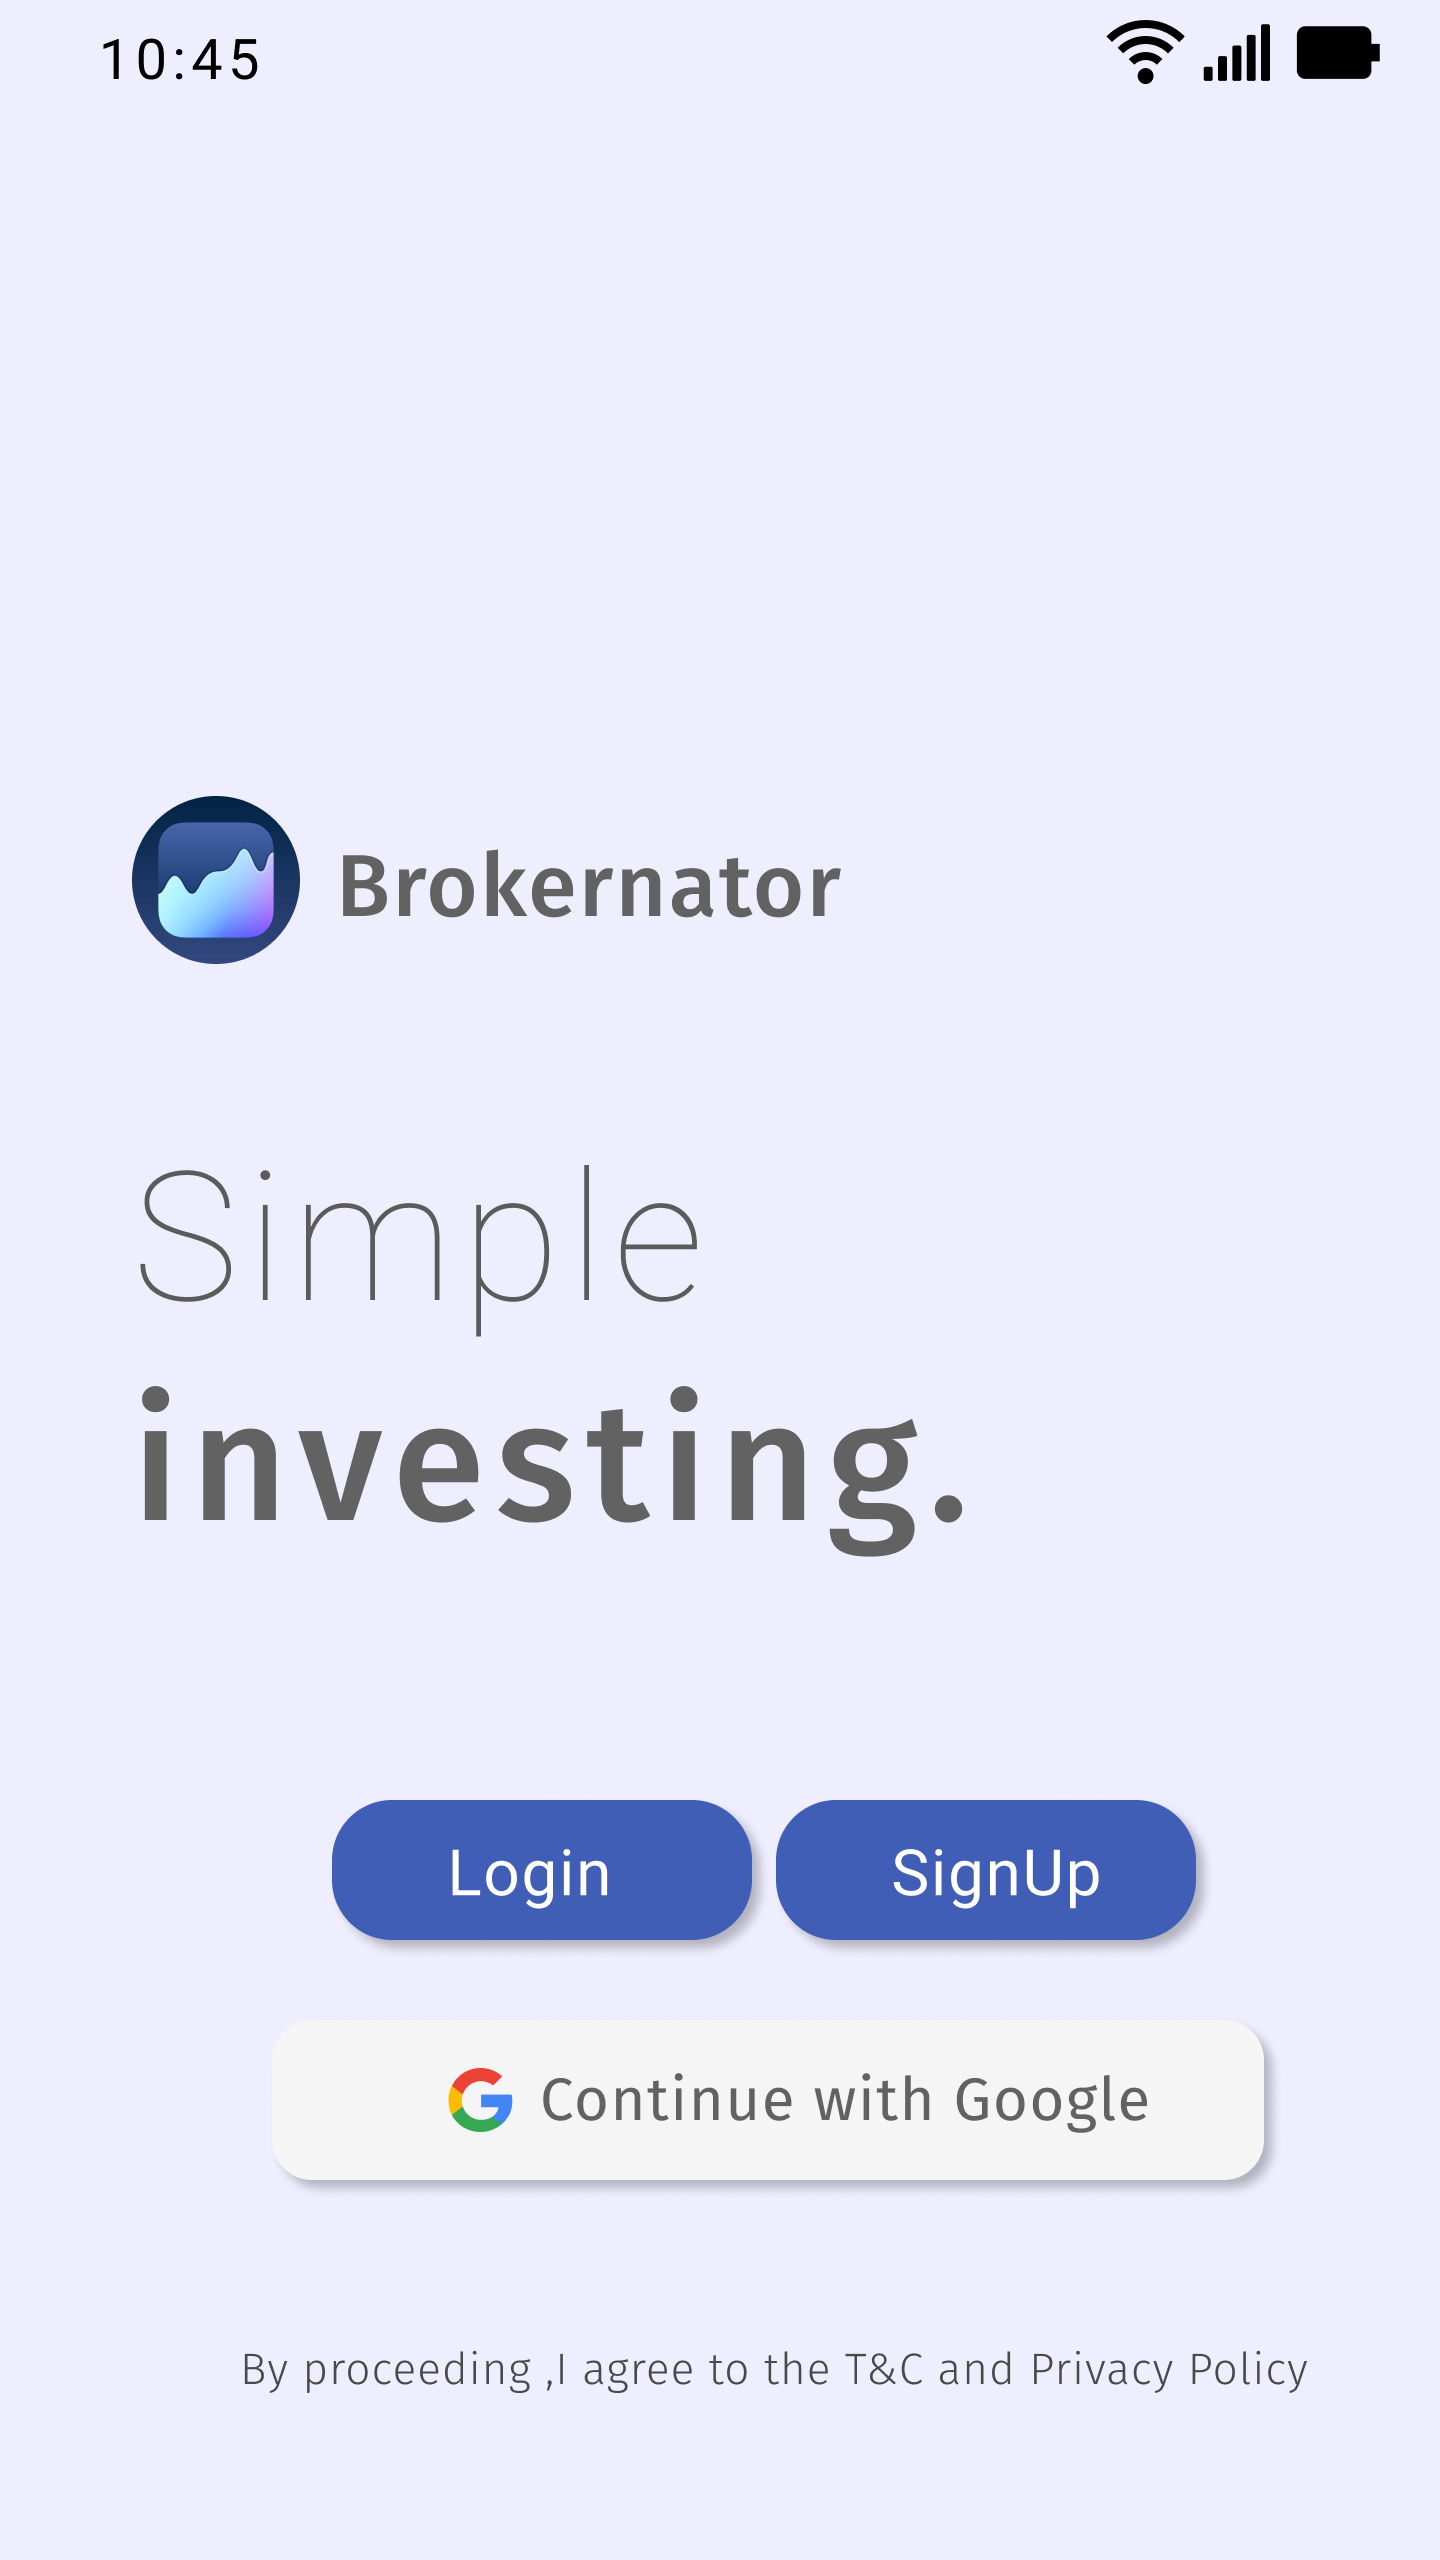 10:45
Brokernator
Simple
investing.
Login
SignUp
Continue with Google
By proceeding ,I agree to the T&C and Privacy Policy